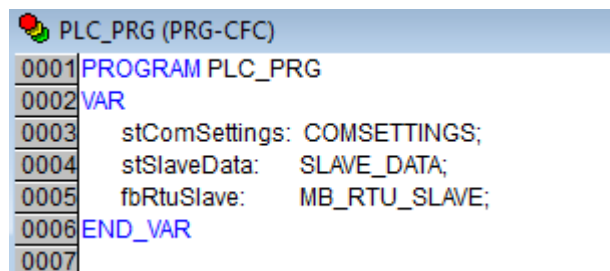 PLC_PRG (PRG-CFC)
0001 PROGRAM PLC_PRG
0002 VAR
0003 stComSettings: COMSETTINGS;
0004 stSlaveData: SLAVE_DATA;
0005 fbRtuSlave: MB_RTU_SLAVE;
0006 END_VAR
0007